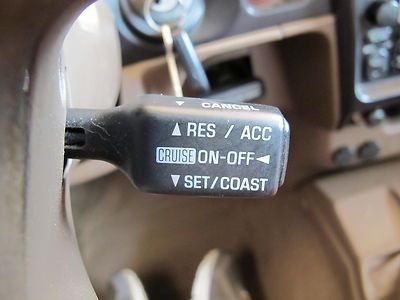 ▼ CANCEL
▲ RES / ACC
CRUISE ON-OFF ◄
▼ SET/COAST